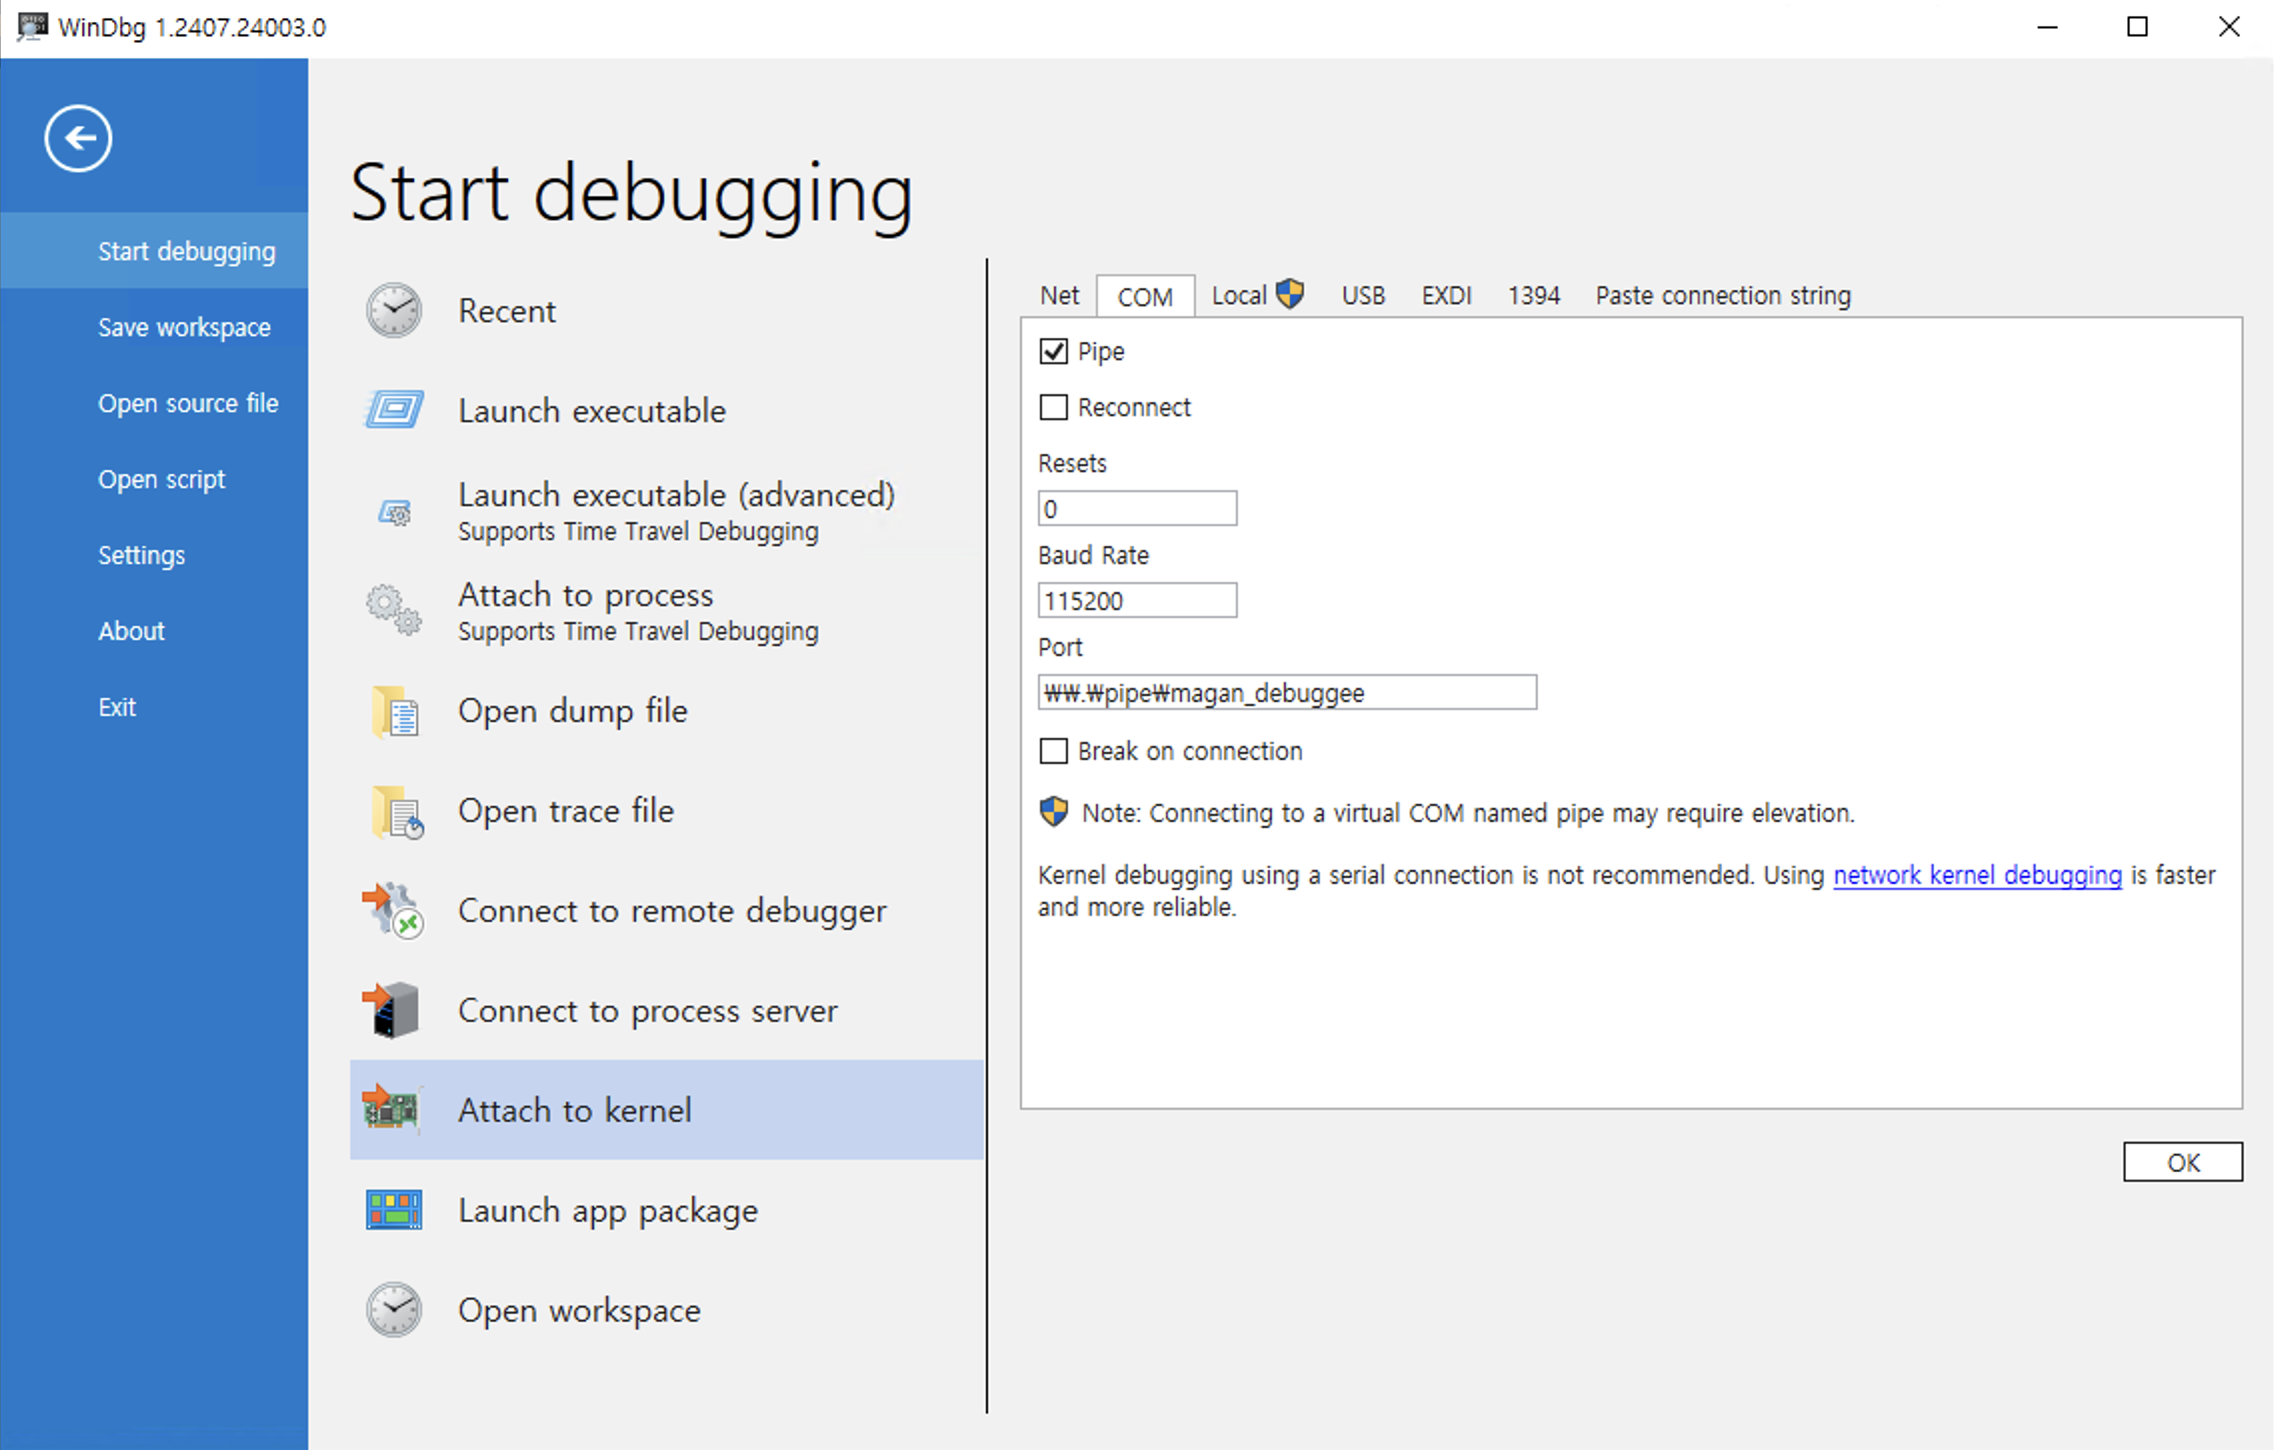 WinDbg 1.2407.24003.0
Start debugging
Save workspace
Open source file
Open script
Settings
About
Exit
Start debugging
Recent
Launch executable
Launch executable (advanced)
Supports Time Travel Debugging
Attach to process
Supports Time Travel Debugging
Open dump file
Open trace file
Connect to remote debugger
Connect to process server
Attach to kernel
Launch app package
Open workspace
Net COM Local USB EXDI 1394 Paste connection string
Pipe
Reconnect
Resets
0
Baud Rate
115200
Port
₩₩.₩pipe₩magan_debuggee
Break on connection
Note: Connecting to a virtual COM named pipe may require elevation.
Kernel debugging using a serial connection is not recommended. Using network kernel debugging is faster
and more reliable.
OK